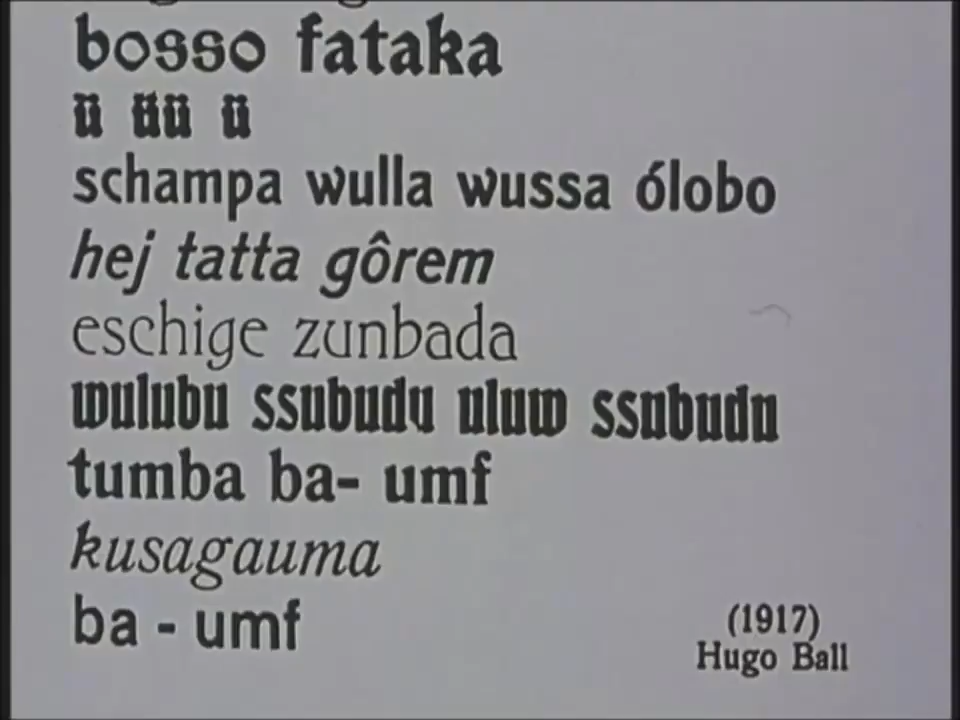 bosso fataka
ü üü ü
schampa wulla wussa ólobo
hej tatta gôrem
eschige zunbada
wulubu ssubudu uluw ssubudu
tumba ba- umf
kusagauma
ba - umf
(1917)
Hugo Ball